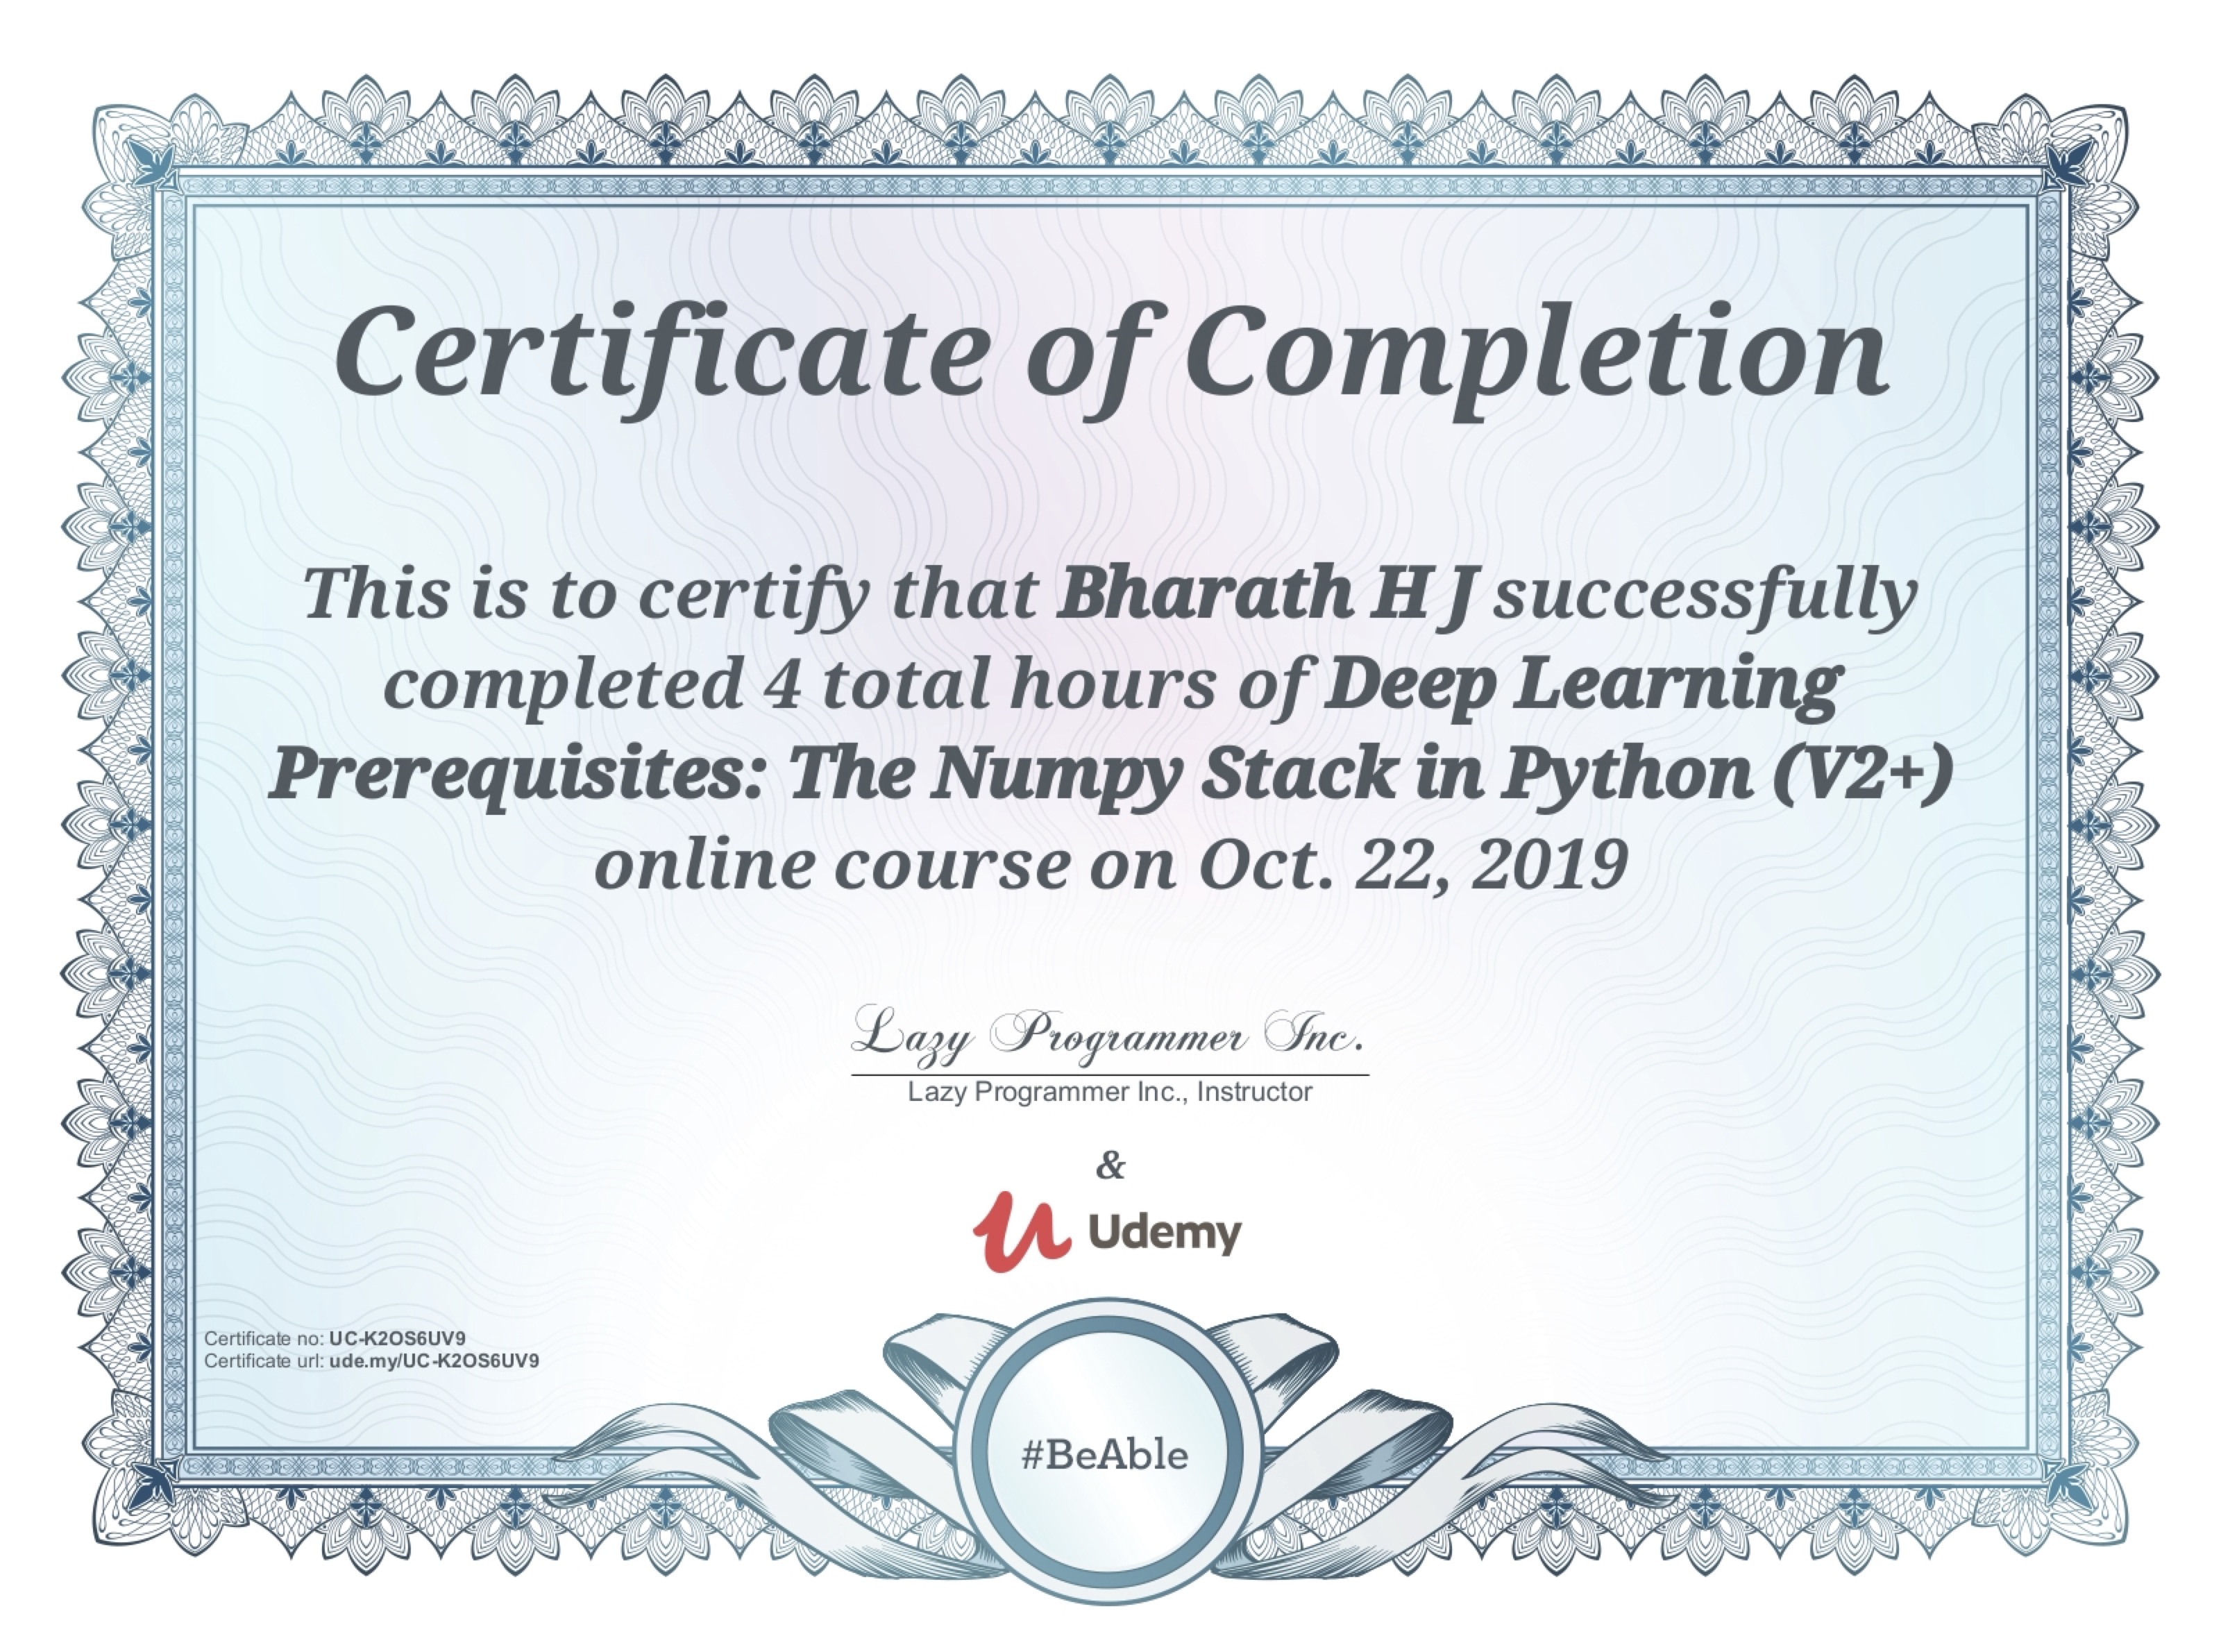 Certificate of Completion
This is to certify that Bharath H J successfully
completed 4 total hours of Deep Learning
Prerequisites: The Numpy Stack in Python (V2+)
online course on Oct. 22, 2019
Lazy Programmer Inc.
Lazy Programmer Inc., Instructor
&
Udemy
Certificate no: UC-K2OS6UV9
Certificate url: ude.my/UC-K2OS6UV9
#BeAble